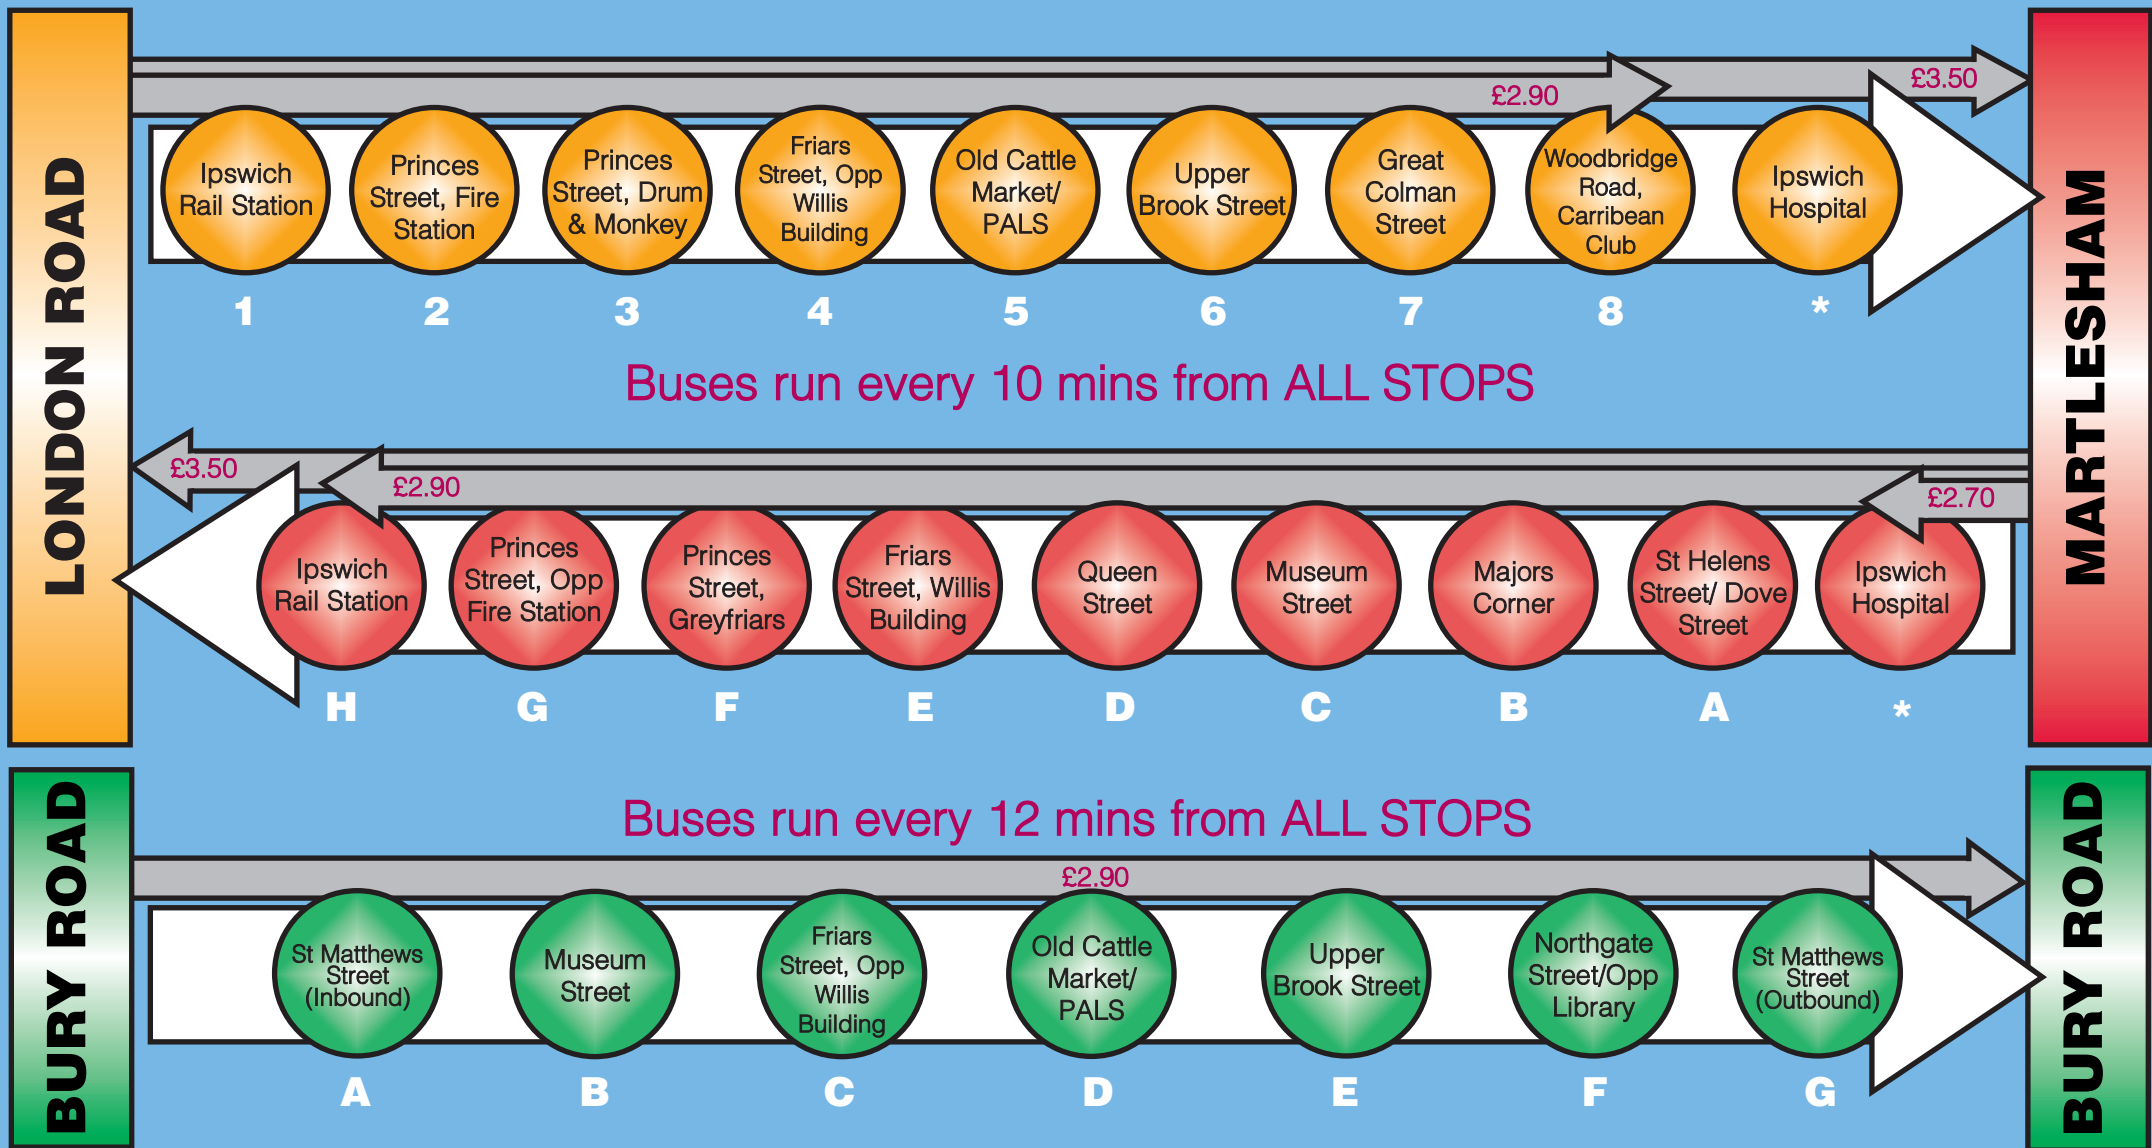 LONDON ROAD
MARTLESHAM
£2.90
£3.50
Ipswich
Rail Station
Princes
Street, Fire
Station
Princes
Street, Drum
& Monkey
Friars
Street, Opp
Willis
Building
Old Cattle
Market/
PALS
Upper
Brook Street
Great
Colman
Street
Woodbridge
Road,
Carribean
Club
Ipswich
Hospital
1
2
3
4
5
6
7
8
*
Buses run every 10 mins from ALL STOPS
£3.50
£2.90
£2.70
Ipswich
Rail Station
Princes
Street, Opp
Fire Station
Princes
Street,
Greyfriars
Friars
Street, Willis
Building
Queen
Street
Museum
Street
Majors
Corner
St Helens
Street/ Dove
Street
Ipswich
Hospital
H
G
F
E
D
C
B
A
*
BURY ROAD
BURY ROAD
Buses run every 12 mins from ALL STOPS
£2.90
St Matthews
Street
(Inbound)
Museum
Street
Friars
Street, Opp
Willis
Building
Old Cattle
Market/
PALS
Upper
Brook Street
Northgate
Street/Opp
Library
St Matthews
Street
(Outbound)
A
B
C
D
E
F
G